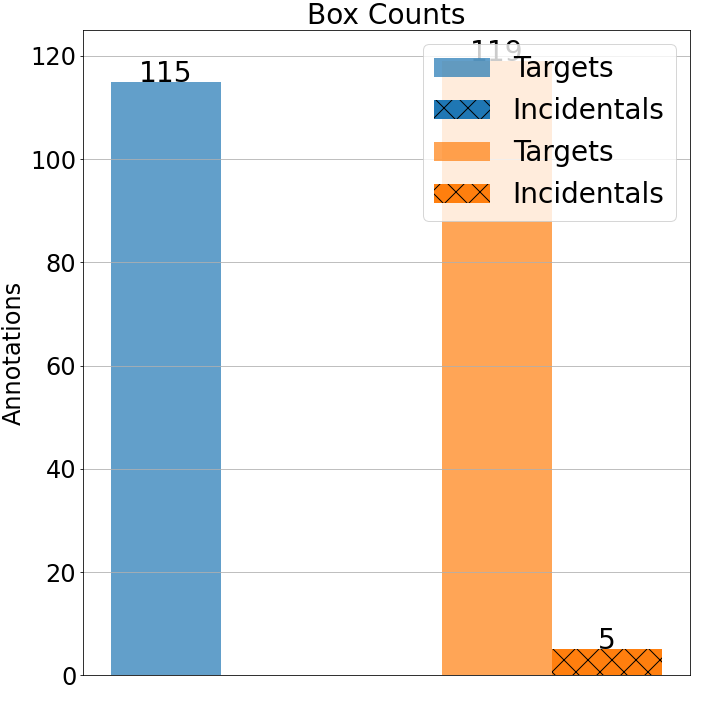 Box Counts
Annotations
120
100
80
60
40
20
0
115
119
5
Targets
Incidentals
Targets
Incidentals